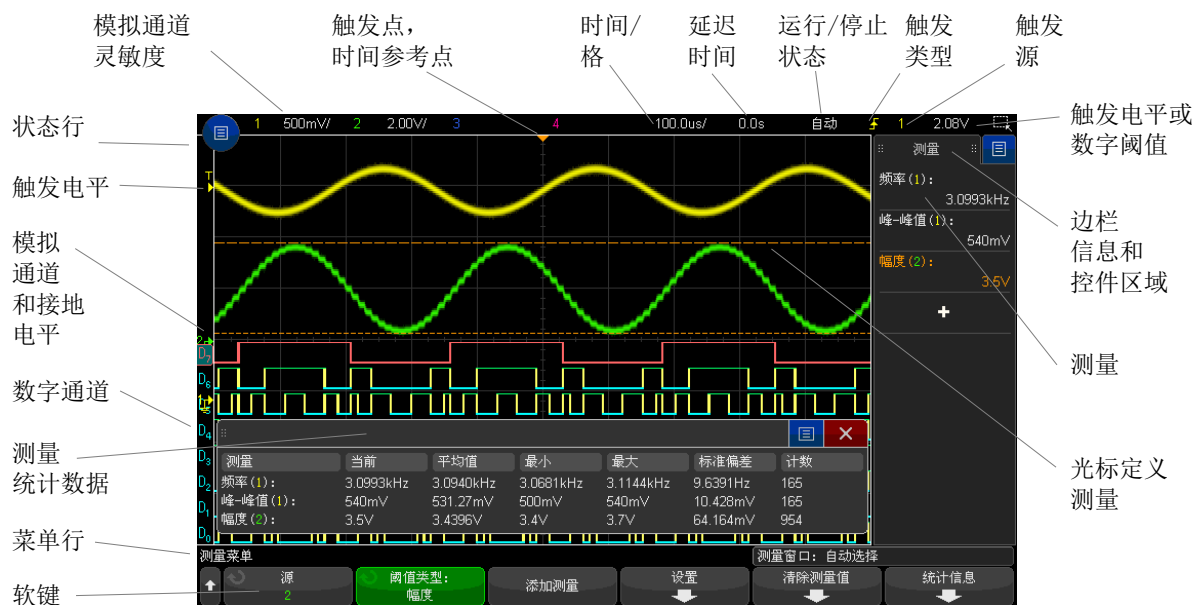 模拟通道
灵敏度
触发点，
时间参考点
时间/
格
延迟
时间
运行/停止
状态
触发
类型
触发
源
状态行
触发电平
模拟
通道
和接地
电平
数字通道
测量
统计数据
菜单行
软键
触发电平或
数字阈值
边栏
信息和
控件区域
测量
光标定义
测量
1 500mV/ 2 2.00V/ 3 4 100.0us/ 0.0s 自动 1 2.08V
T
测量
频率(1):
3.0993kHz
峰-峰值(1):
540mV
幅度(2):
3.5V
+
2
D7
D6
D4
D3
D2
D1
D0
测量 当前 平均值 最小 最大 标准偏差 计数
频率(1): 3.0993kHz 3.0940kHz 3.0681kHz 3.1144kHz 9.6391Hz 165
峰-峰值(1): 540mV 531.27mV 500mV 540mV 10.428mV 165
幅度(2): 3.5V 3.4396V 3.4V 3.7V 64.164mV 954
测量菜单
测量窗口: 自动选择
源
2
阈值类型:
幅度
添加测量
设置
清除测量值
统计信息